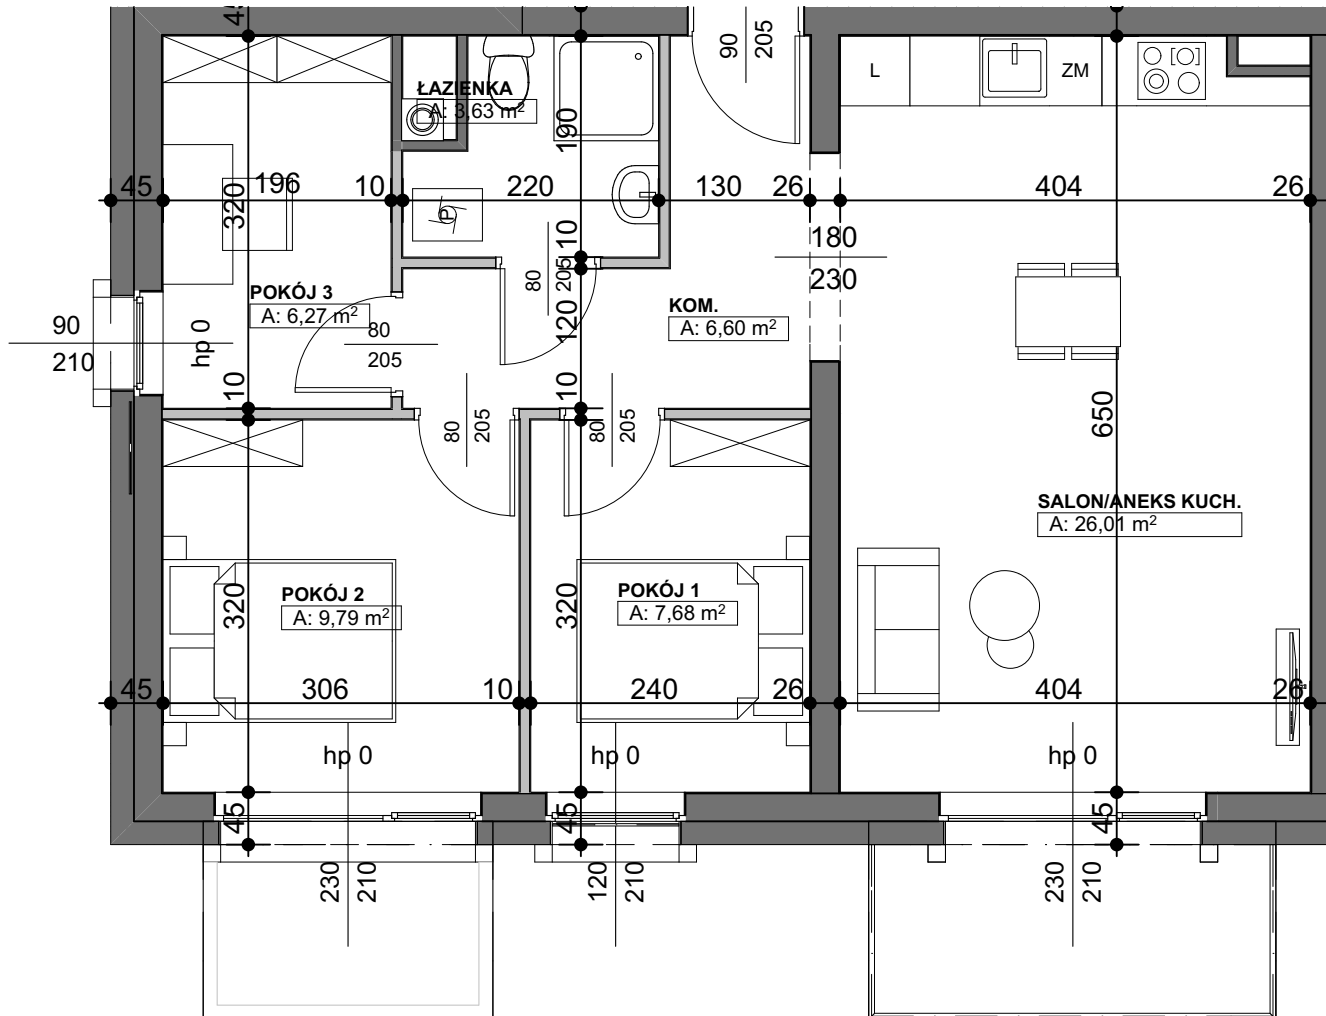 45
90
205
L
ZM
ŁAZIENKA
A: 3,63 m²
190
45
196
320
10
220
130
26
404
26
P
10
180
230
80
205
POKÓJ 3
A: 6,27 m²
KOM.
A: 6,60 m²
90
210
hp 0
80
205
120
10
10
80
205
80
205
650
SALON/ANEKS KUCH.
A: 26,01 m²
POKÓJ 2
A: 9,79 m²
320
POKÓJ 1
A: 7,68 m²
320
45
306
10
240
26
404
26
hp 0
hp 0
hp 0
45
45
45
230
210
120
210
230
210